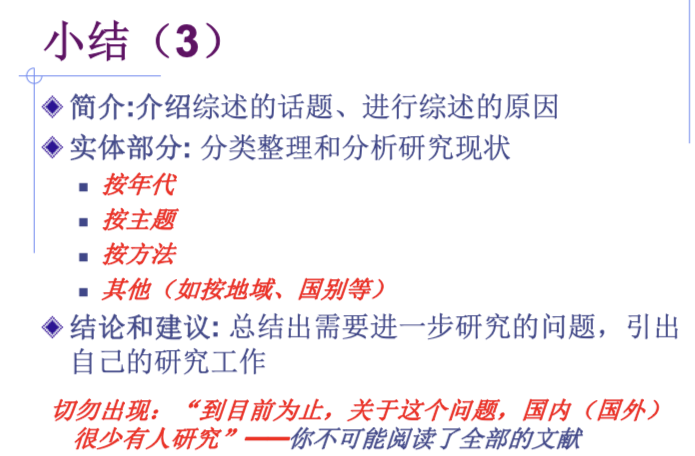 小结（3）
简介:介绍综述的话题、进行综述的原因
实体部分: 分类整理和分析研究现状
按年代
按主题
按方法
其他（如按地域、国别等）
结论和建议: 总结出需要进一步研究的问题，引出
自己的研究工作
切勿出现：“到目前为止，关于这个问题，国内（国外）
很少有人研究”——你不可能阅读了全部的文献